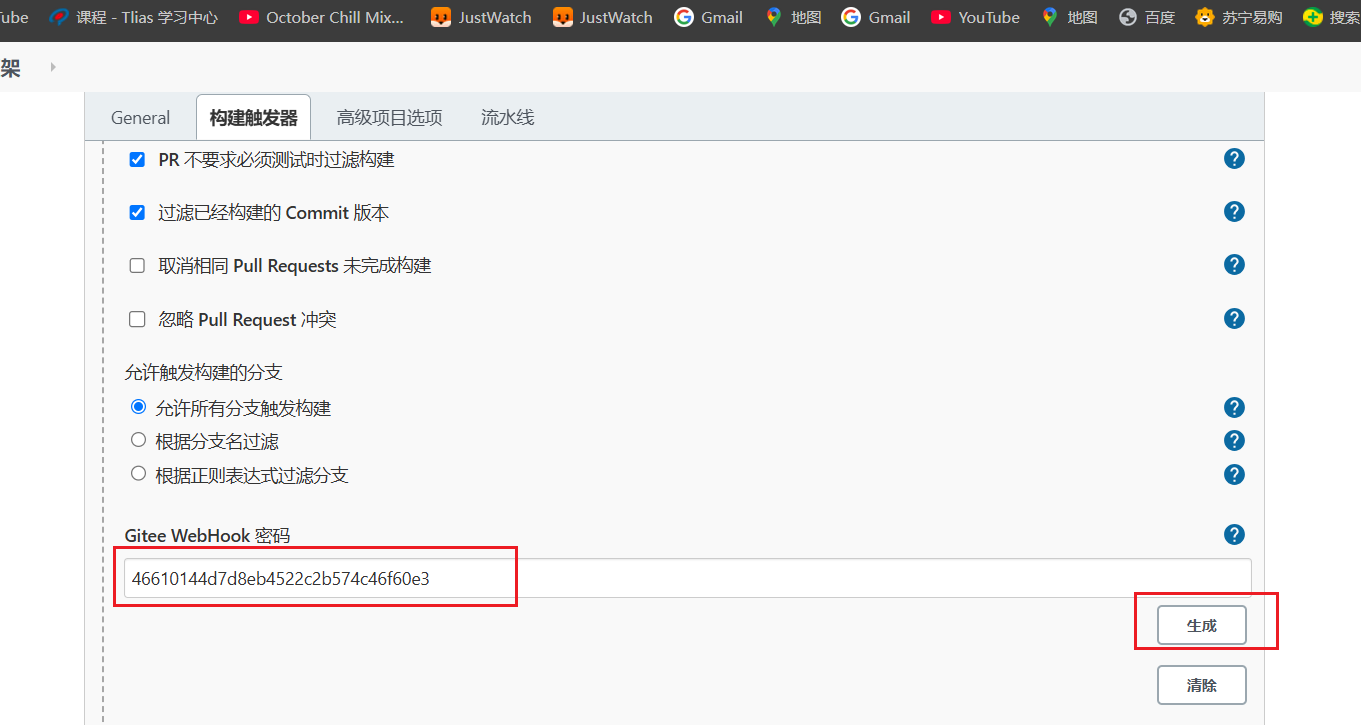 ube 课程 - Tlias 学习中心 October Chill Mix... JustWatch JustWatch Gmail 地图 Gmail YouTube 地图 百度 苏宁易购 搜索
架
General 构建触发器 高级项目选项 流水线
PR 不要求必须测试时过滤构建
过滤已经构建的 Commit 版本
取消相同 Pull Requests 未完成构建
忽略 Pull Request 冲突
允许触发构建的分支
允许所有分支触发构建
根据分支名过滤
根据正则表达式过滤分支
Gitee WebHook 密码
46610144d7d8eb4522c2b574c46f60e3
生成
清除